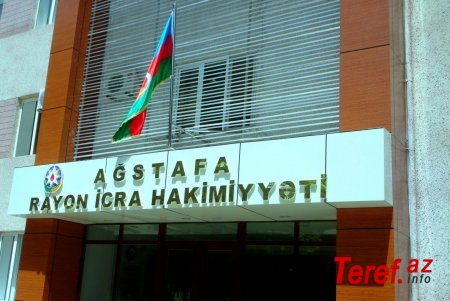 AĞSTAFA
RAYON İCRA HAKİMİYYƏTİ
Teref.az
.info